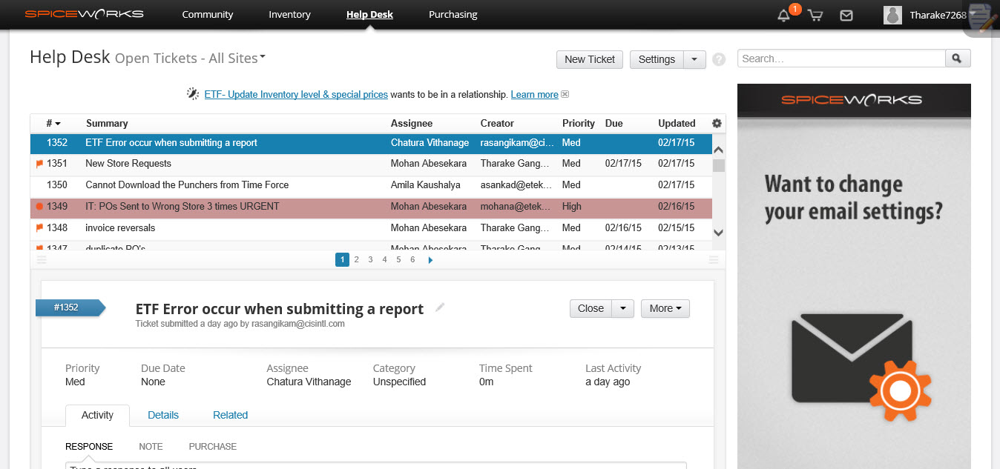 SPICEWORKS Community Inventory Help Desk Purchasing 1 Tharake7268
Help Desk Open Tickets - All Sites New Ticket Settings ? Search...
ETF- Update Inventory level & special prices wants to be in a relationship. Learn more
# Summary Assignee Creator Priority Due Updated
1352 ETF Error occur when submitting a report Chatura Vithanage rasangikam@ci... Med 02/17/15
1351 New Store Requests Mohan Abesekara Tharake Gang... Med 02/17/15 02/17/15
1350 Cannot Download the Punchers from Time Force Amila Kaushalya asankad@etek... Med 02/17/15
1349 IT: POs Sent to Wrong Store 3 times URGENT Mohan Abesekara mohana@etek... High 02/16/15
1348 invoice reversals Mohan Abesekara Tharake Gang... Med 02/16/15 02/15/15
1347 duplicate PO's Mohan Abesekara Tharake Gang... Med 02/14/15 02/13/15
1 2 3 4 5 6
#1352 ETF Error occur when submitting a report Close More
Ticket submitted a day ago by rasangikam@cisintl.com
Priority Due Date Assignee Category Time Spent Last Activity
Med None Chatura Vithanage Unspecified 0m a day ago
Activity Details Related
RESPONSE NOTE PURCHASE
Type a response to all users
SPICEWORKS
Want to change
your email settings?